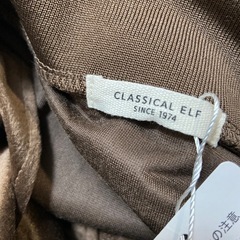 CLASSICAL ELF
SINCE 1974
の注意